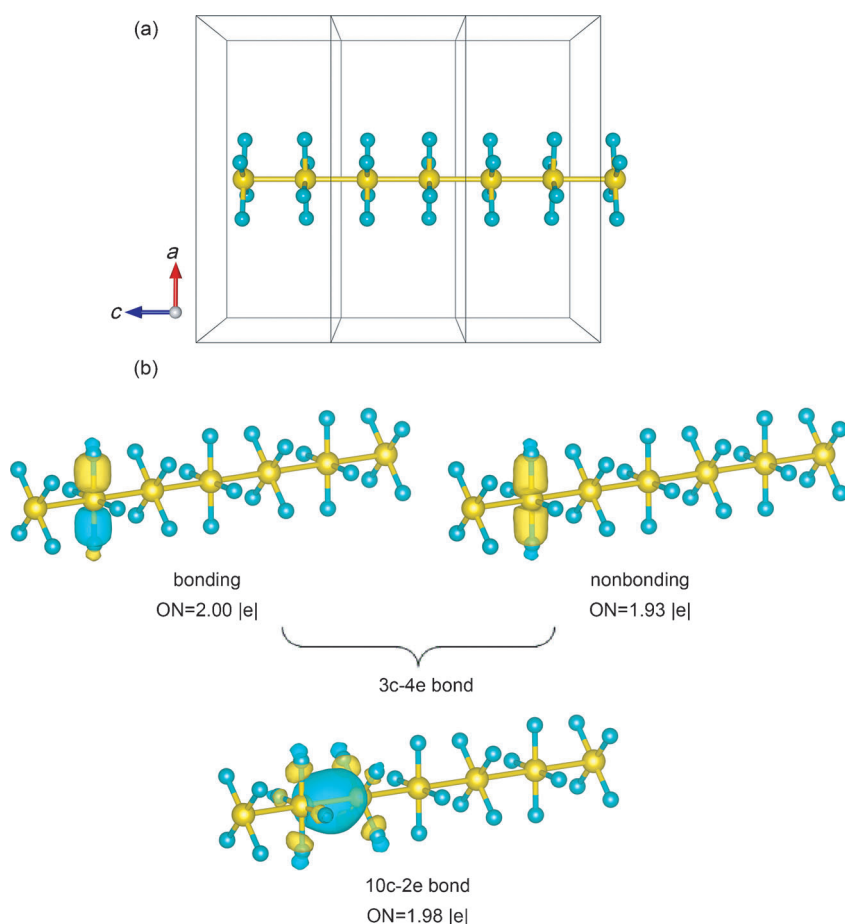 (a)
a
c
(b)
bonding
ON=2.00 |e|
nonbonding
ON=1.93 |e|
3c-4e bond
10c-2e bond
ON=1.98 |e|